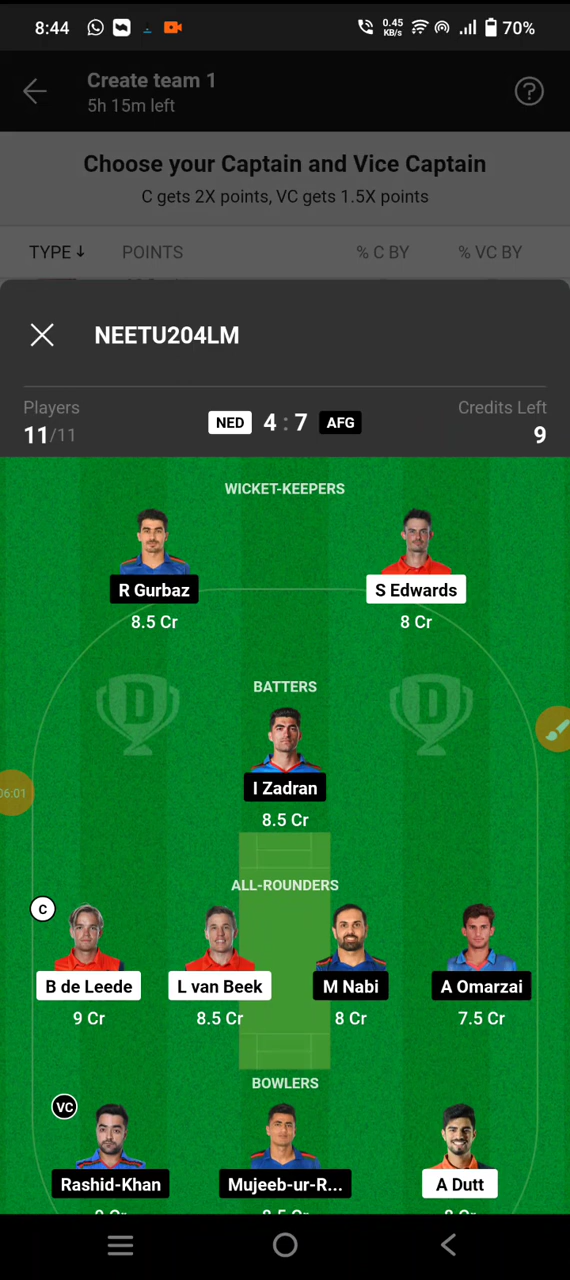 8:44 0.45 KB/s 70%
Create team 1
5h 15m left
Choose your Captain and Vice Captain
C gets 2X points, VC gets 1.5X points
TYPE↓ POINTS % C BY % VC BY
NEETU204LM
Players Credits Left
11/11 NED 4 : 7 AFG 9
WICKET-KEEPERS
R Gurbaz S Edwards
8.5 Cr 8 Cr
D D
BATTERS
I Zadran
06:01
8.5 Cr
ALL-ROUNDERS
C
B de Leede L van Beek M Nabi A Omarzai
9 Cr 8.5 Cr 8 Cr 7.5 Cr
BOWLERS
VC
Rashid-Khan Mujeeb-ur-R... A Dutt